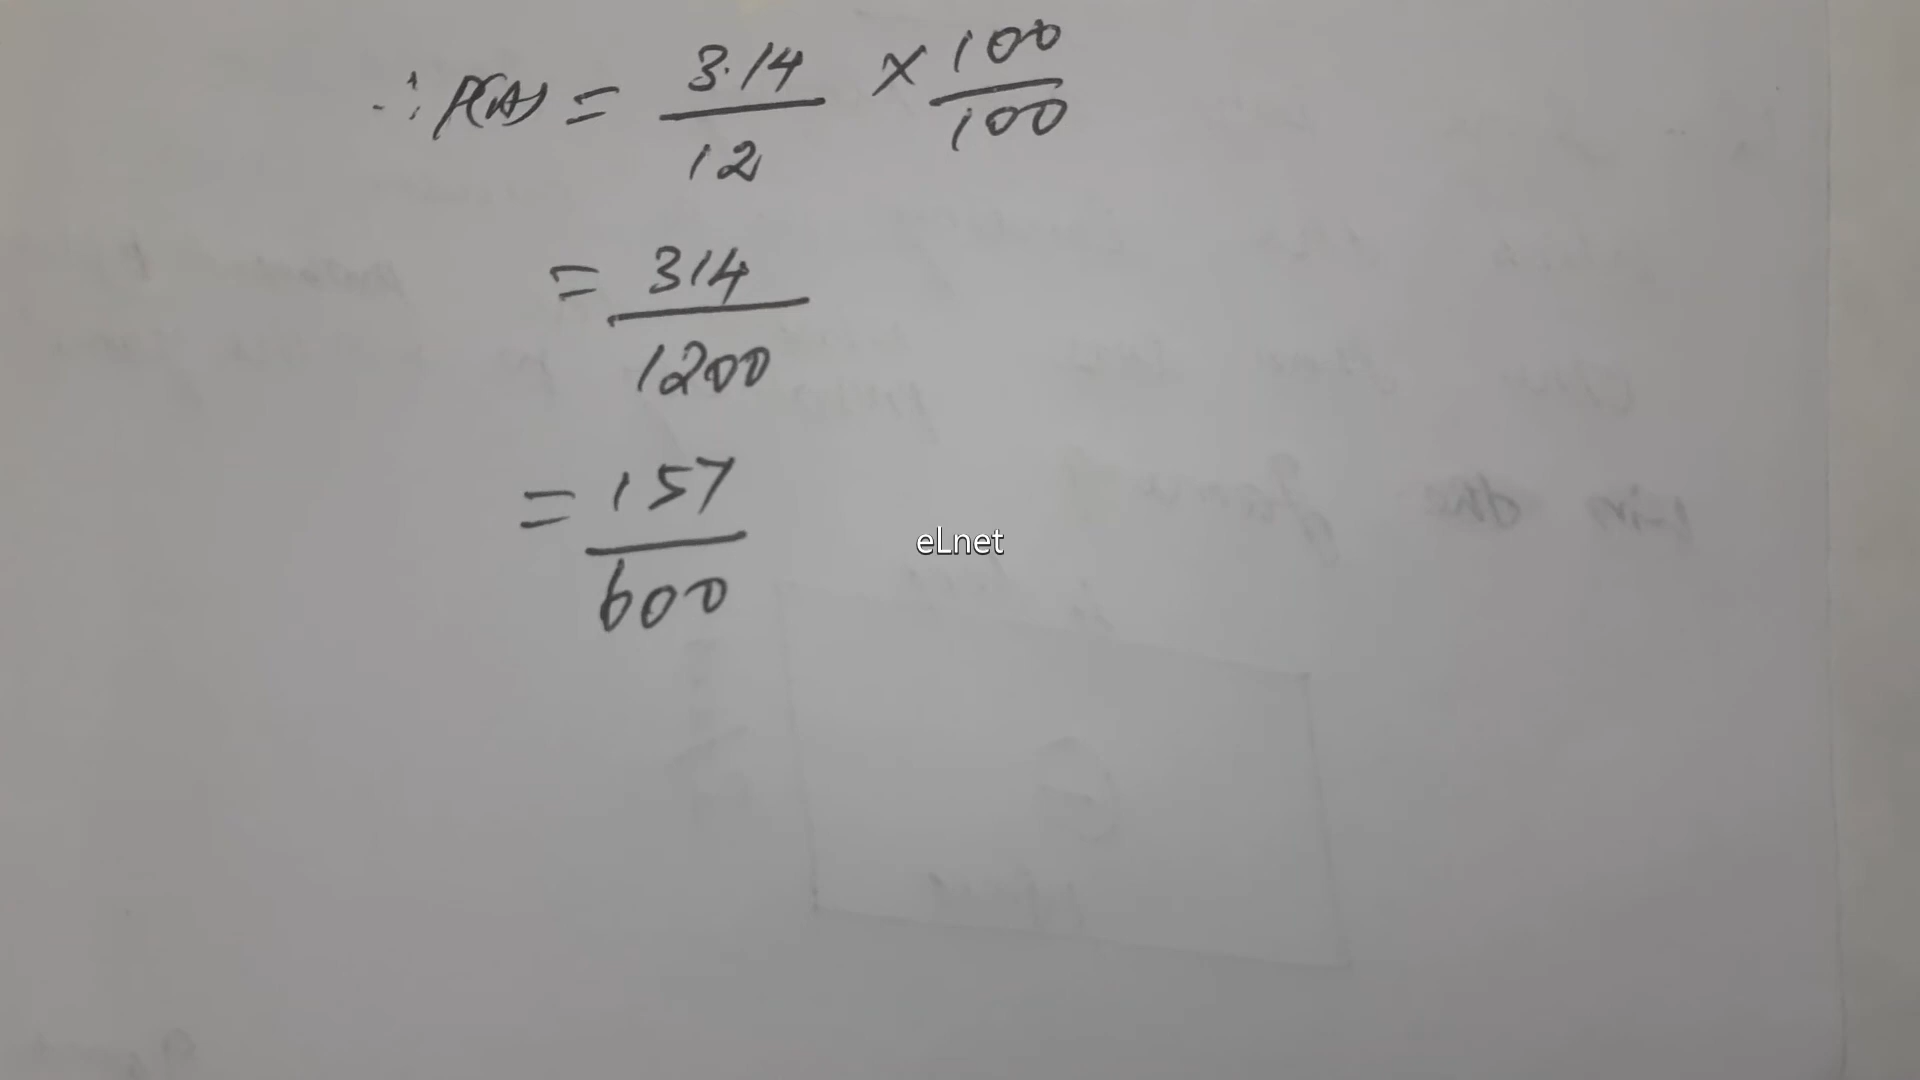 ∴ P(A) = 3.14/12 × 100/100
= 314/1200
= 157/600
eLnet